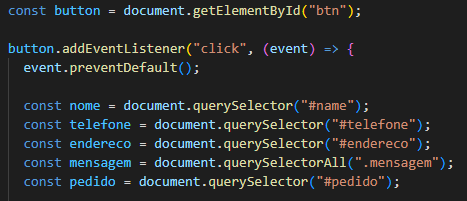 const button = document.getElementById("btn");
button.addEventListener("click", (event) => {
event.preventDefault();
const nome = document.querySelector("#name");
const telefone = document.querySelector("#telefone");
const endereco = document.querySelector("#endereco");
const mensagem = document.querySelectorAll(".mensagem");
const pedido = document.querySelector("#pedido");